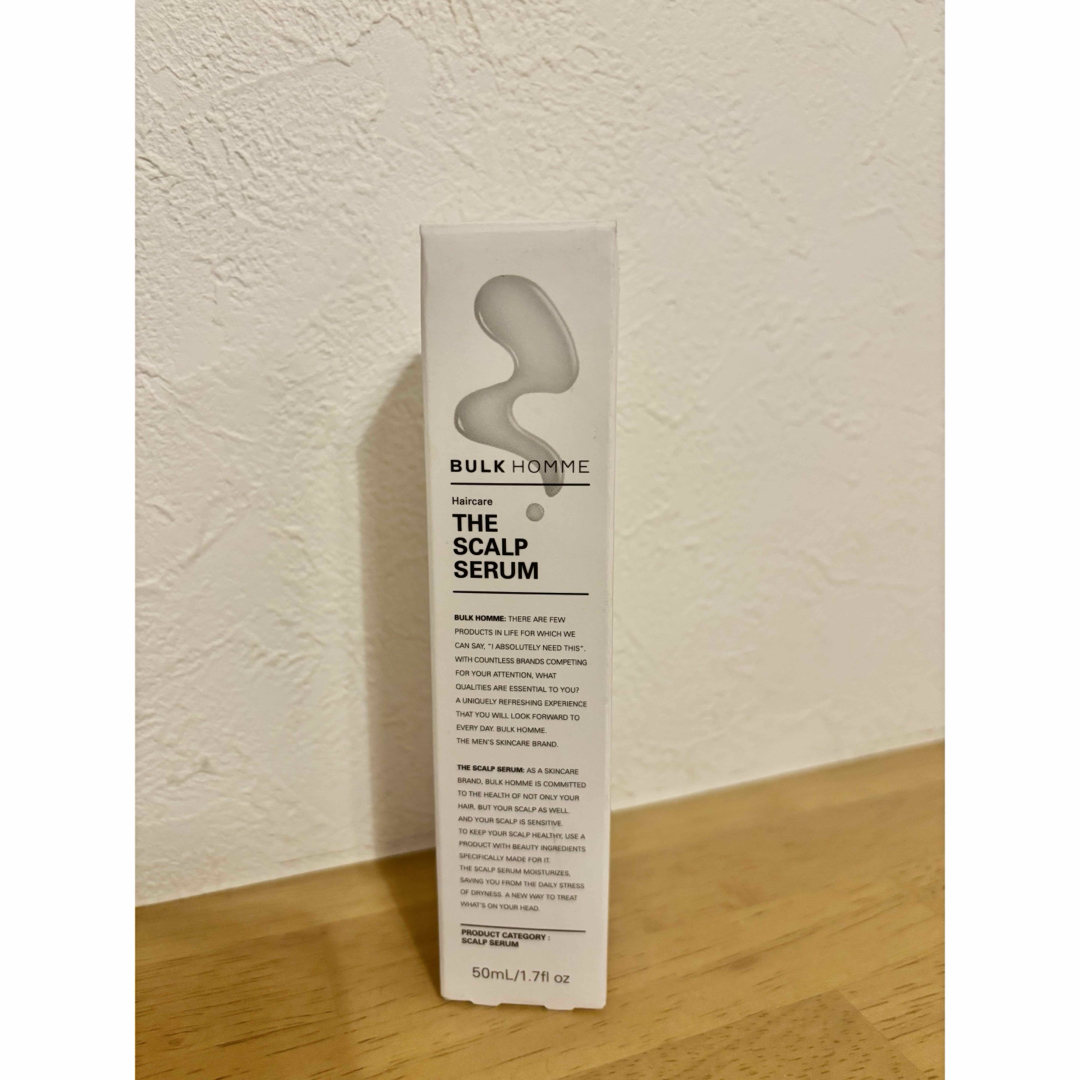 BULK HOMME
Haircare
THE
SCALP
SERUM
BULK HOMME: THERE ARE FEW
PRODUCTS IN LIFE FOR WHICH WE
CAN SAY, "I ABSOLUTELY NEED THIS".
WITH COUNTLESS BRANDS COMPETING
FOR YOUR ATTENTION, WHAT
QUALITIES ARE ESSENTIAL TO YOU?
A UNIQUELY REFRESHING EXPERIENCE
THAT YOU WILL LOOK FORWARD TO
EVERY DAY. BULK HOMME.
THE MEN'S SKINCARE BRAND.
THE SCALP SERUM: AS A SKINCARE
BRAND, BULK HOMME IS COMMITTED
TO THE HEALTH OF NOT ONLY YOUR
HAIR, BUT YOUR SCALP AS WELL.
AND YOUR SCALP IS SENSITIVE.
TO KEEP YOUR SCALP HEALTHY, USE A
PRODUCT WITH BEAUTY INGREDIENTS
SPECIFICALLY MADE FOR IT.
THE SCALP SERUM MOISTURIZES,
SAVING YOU FROM THE DAILY STRESS
OF DRYNESS. A NEW WAY TO TREAT
WHAT'S ON YOUR HEAD.
PRODUCT CATEGORY :
SCALP SERUM
50mL/1.7fl oz